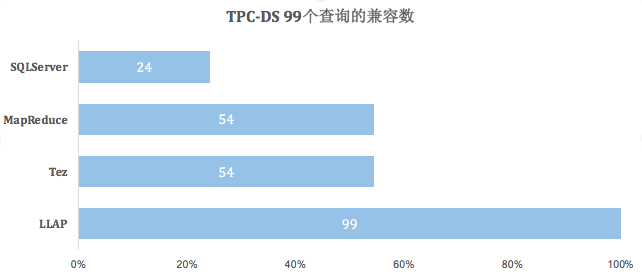 TPC-DS 99个查询的兼容数
SQLServer
24
MapReduce
54
Tez
54
LLAP
99
0%
20%
40%
60%
80%
100%